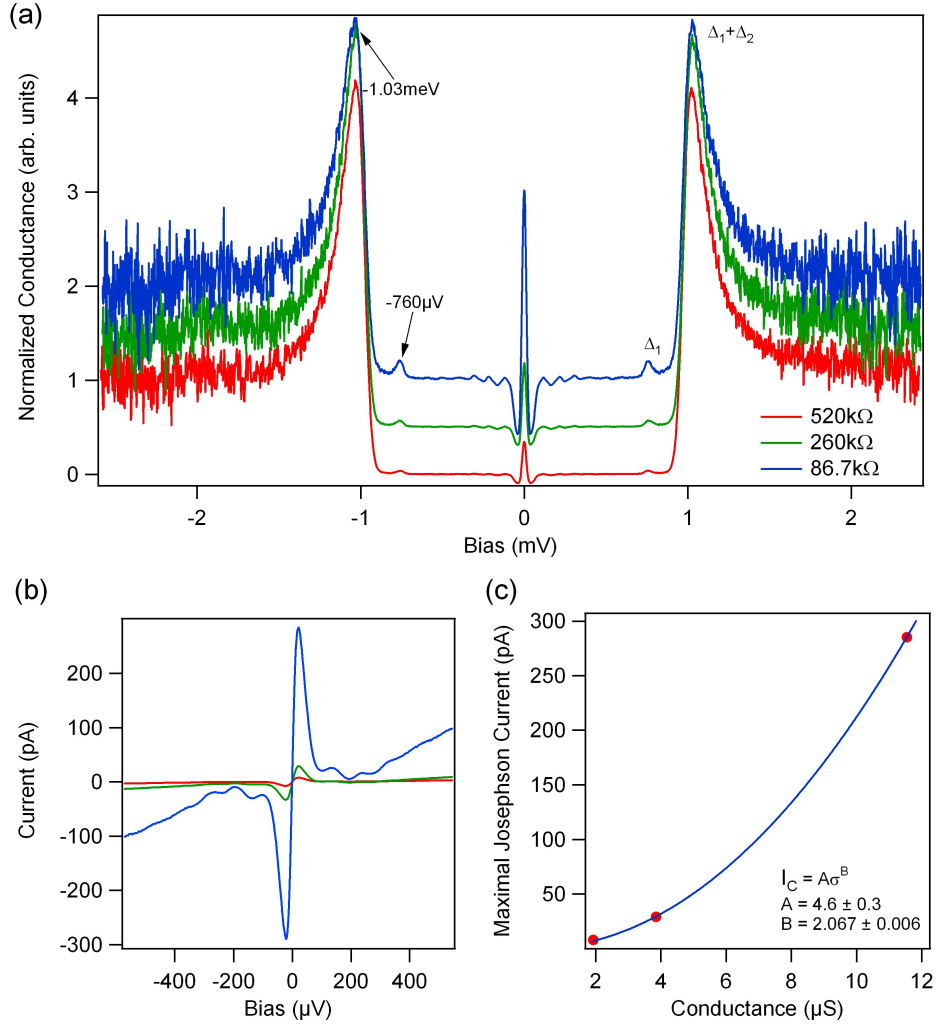 (a)
Normalized Conductance (arb. units)
4
3
2
1
0
-1.03meV
Δ₁+Δ₂
-760µV
Δ₁
520kΩ
260kΩ
86.7kΩ
-2
-1
0
1
2
Bias (mV)
(b)
Current (pA)
200
100
0
-100
-200
-300
-400
-200
0
200
400
Bias (µV)
(c)
Maximal Josephson Current (pA)
300
250
200
150
100
50
I_C = Aσ^B
A = 4.6 ± 0.3
B = 2.067 ± 0.006
2
4
6
8
10
12
Conductance (µS)